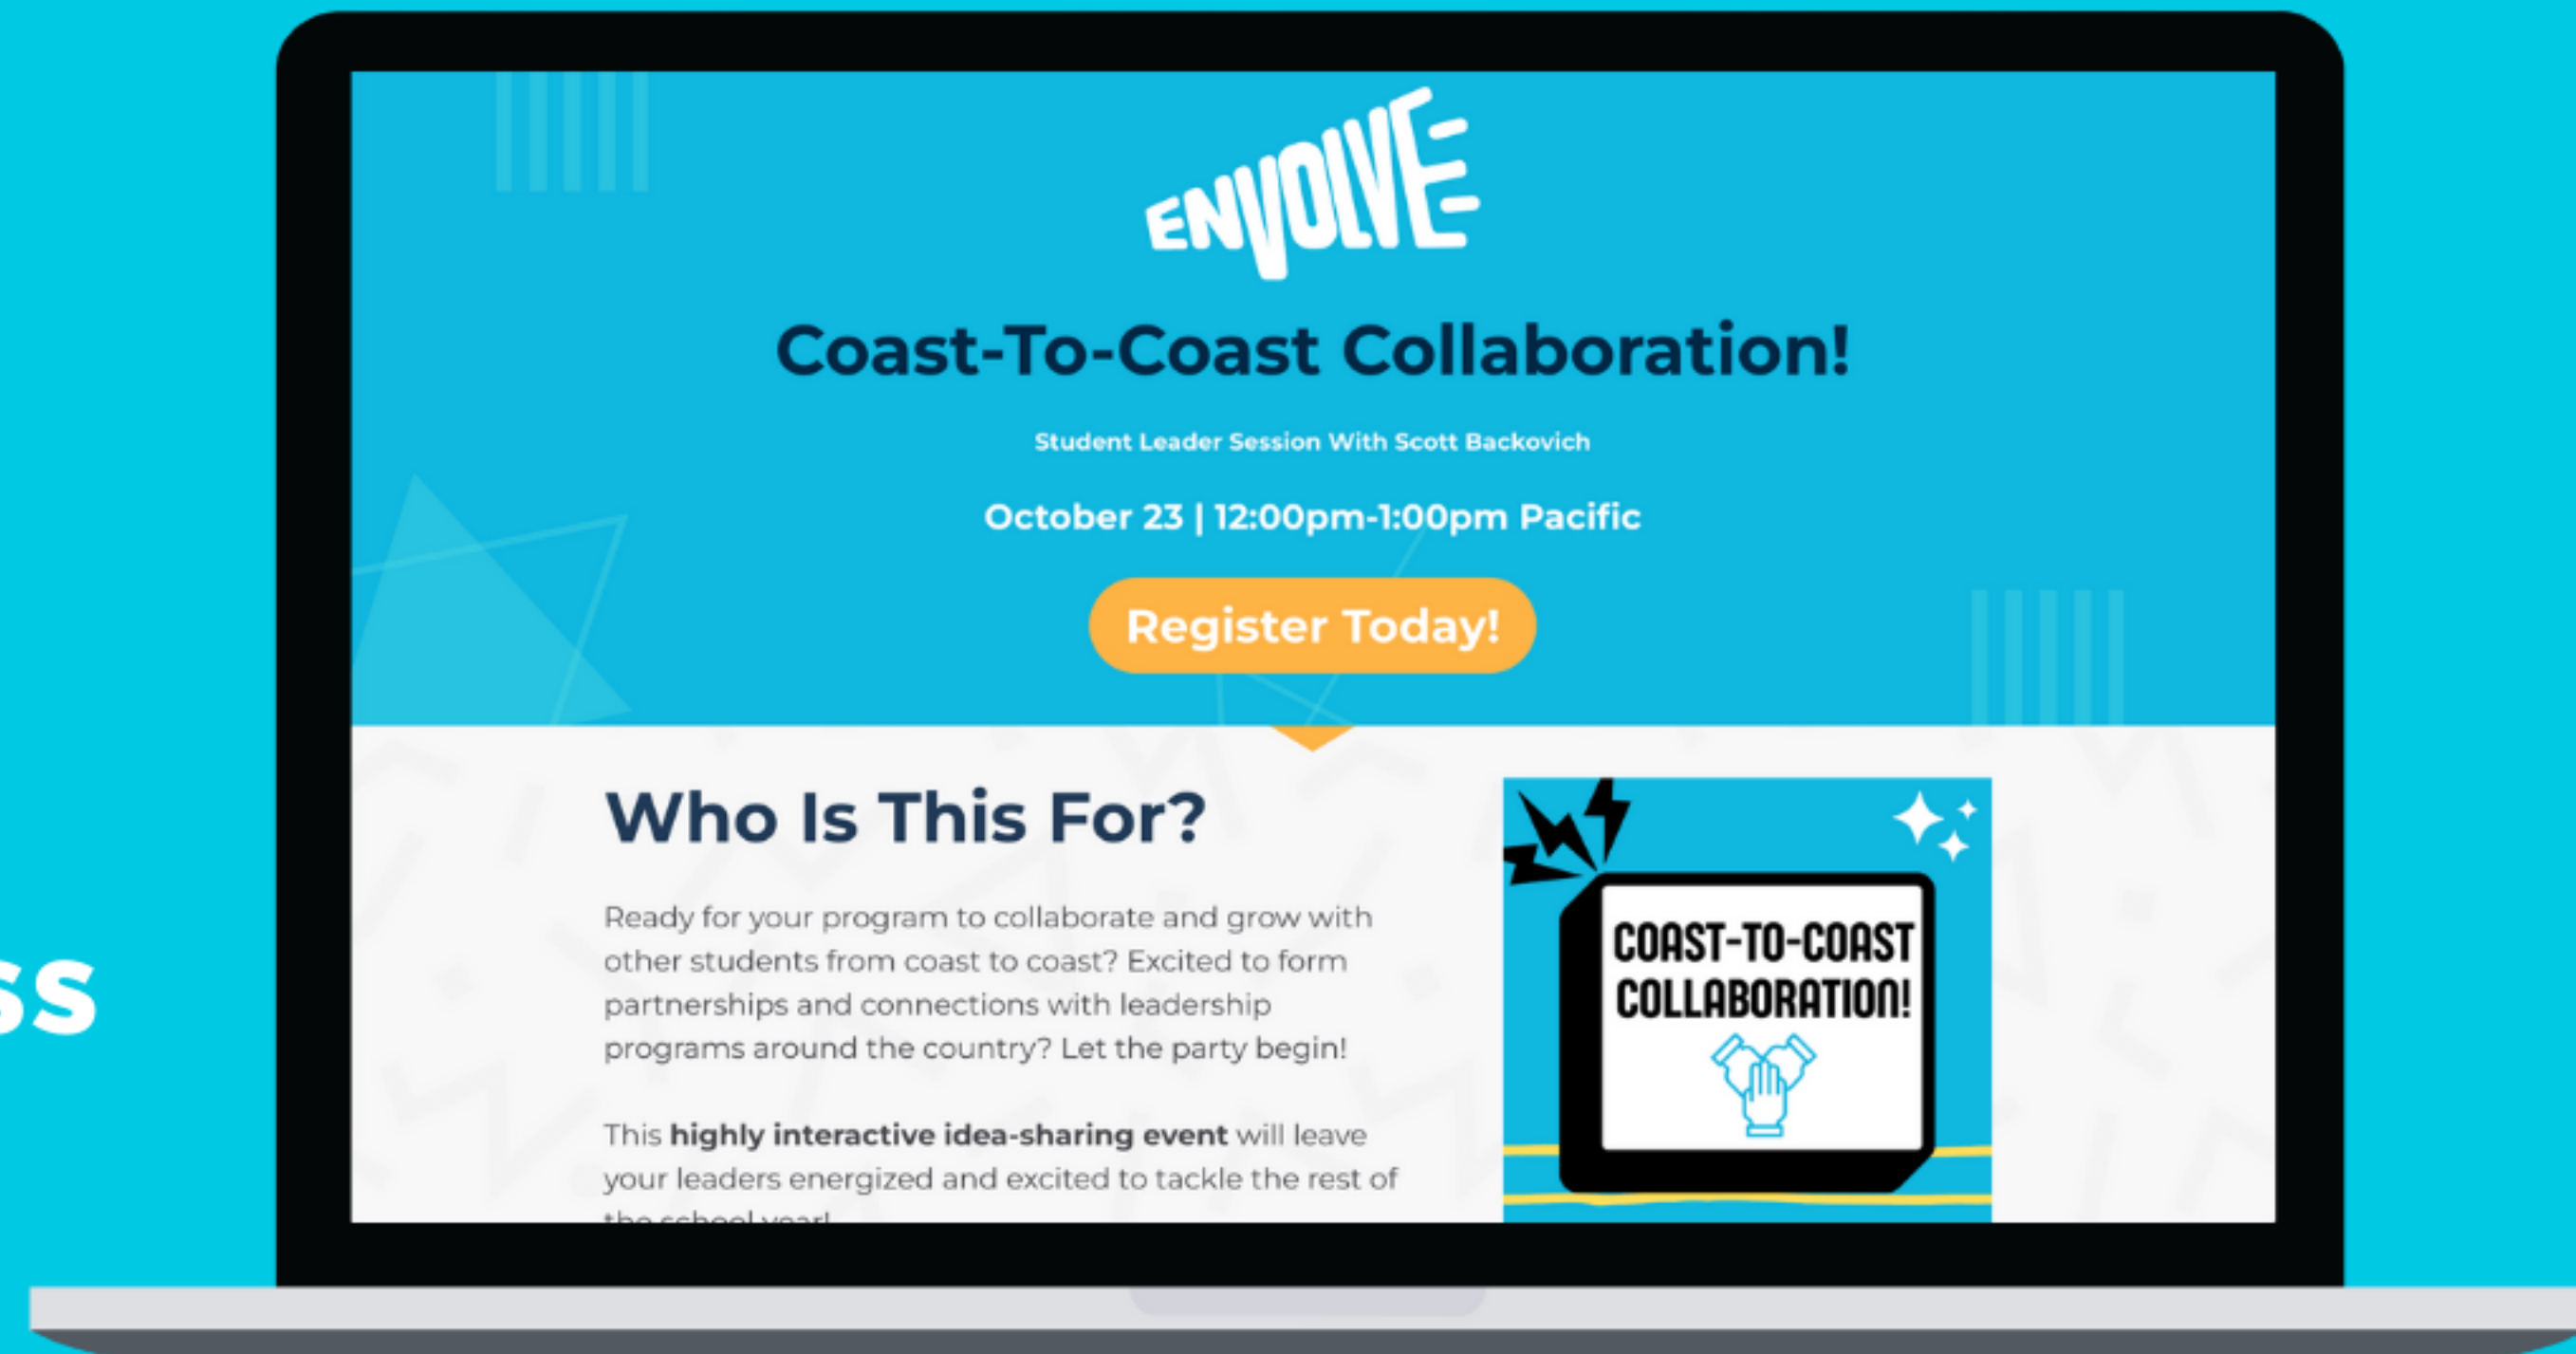 ENVOLVE
Coast-To-Coast Collaboration!
Student Leader Session With Scott Backovich
October 23 | 12:00pm-1:00pm Pacific
Register Today!
Who Is This For?
Ready for your program to collaborate and grow with
other students from coast to coast? Excited to form
partnerships and connections with leadership
programs around the country? Let the party begin!
This highly interactive idea-sharing event will leave
your leaders energized and excited to tackle the rest of
the school year!
COAST-TO-COAST
COLLABORATION!